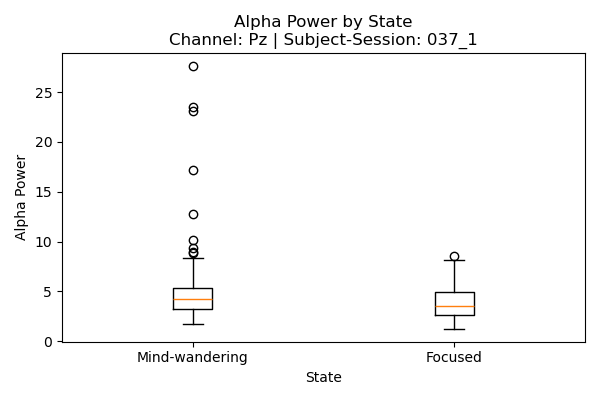 Alpha Power by State
Channel: Pz | Subject-Session: 037_1
Alpha Power
25
20
15
10
5
0
Mind-wandering
Focused
State